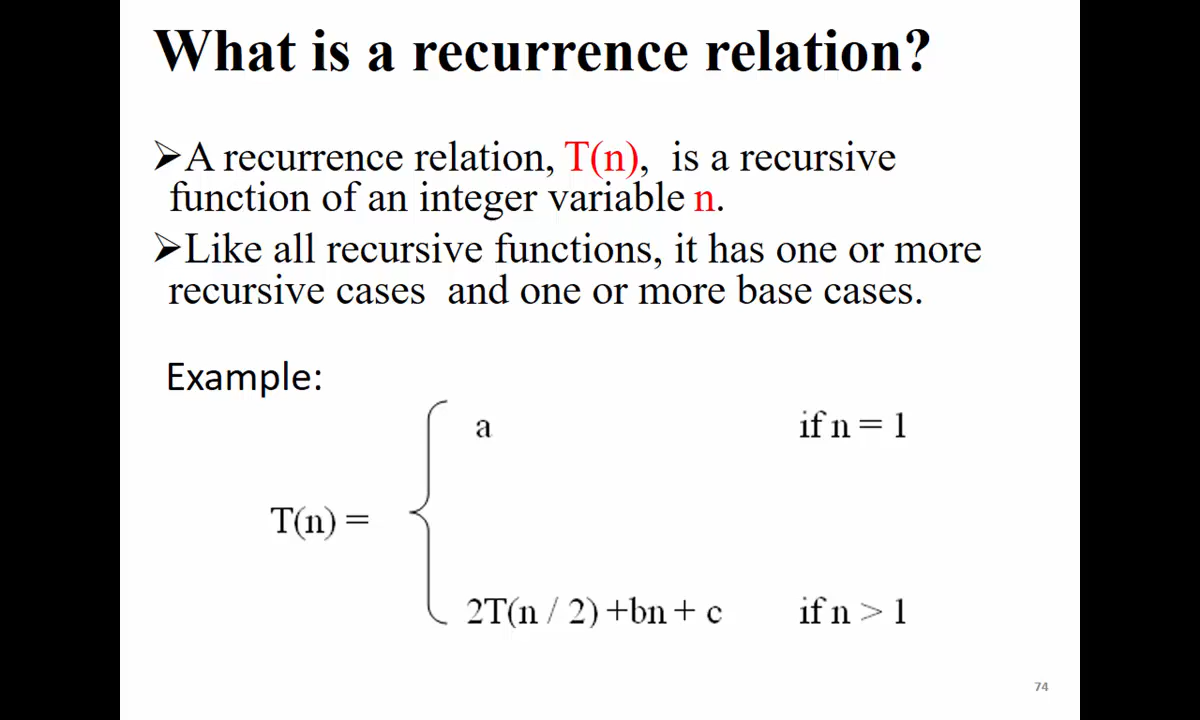 What is a recurrence relation?
➢A recurrence relation, T(n), is a recursive
function of an integer variable n.
➢Like all recursive functions, it has one or more
recursive cases and one or more base cases.
Example:
a if n = 1
T(n) =
2T(n / 2) +bn + c if n > 1
74